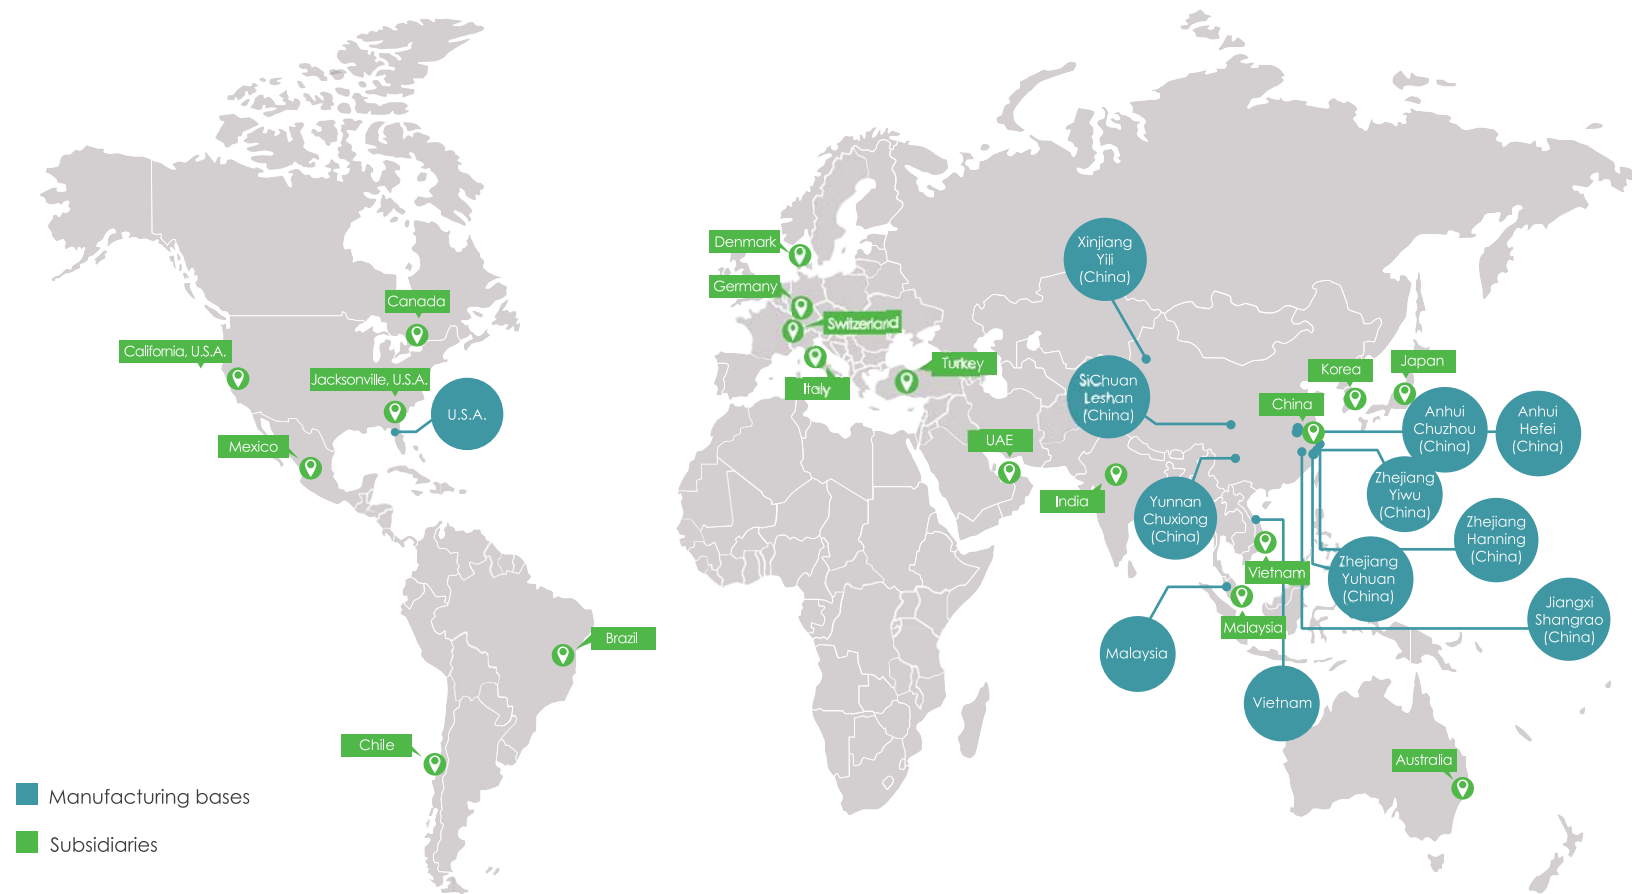 Denmark
Germany
Switzerland
Italy
Turkey
Canada
California, U.S.A.
Jacksonville, U.S.A.
U.S.A.
Mexico
Brazil
Chile
UAE
India
Xinjiang
Yili
(China)
SiChuan
Leshan
(China)
Yunnan
Chuxiong
(China)
Korea
Japan
China
Anhui
Chuzhou
(China)
Anhui
Hefei
(China)
Zhejiang
Yiwu
(China)
Zhejiang
Hanning
(China)
Zhejiang
Yuhuan
(China)
Jiangxi
Shangrao
(China)
Vietnam
Malaysia
Malaysia
Vietnam
Australia
Manufacturing bases
Subsidiaries